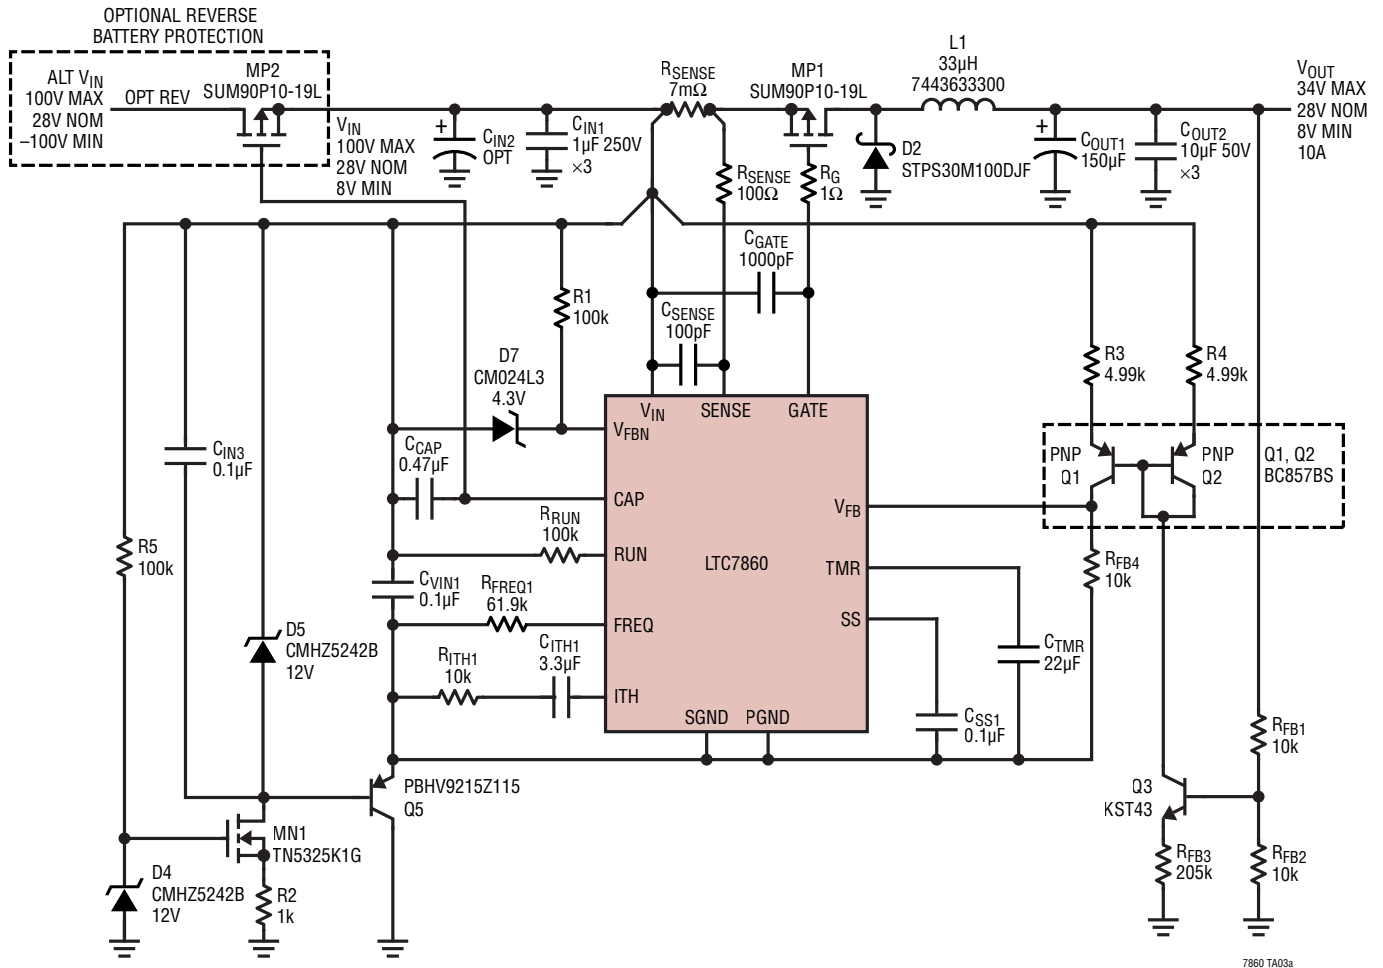 OPTIONAL REVERSE
BATTERY PROTECTION
ALT VIN
100V MAX
28V NOM
–100V MIN
OPT REV
MP2
SUM90P10-19L
VIN
100V MAX
28V NOM
8V MIN
+
CIN2
OPT
CIN1
1µF 250V
×3
RSENSE
7mΩ
MP1
SUM90P10-19L
L1
33µH
7443633300
VOUT
34V MAX
28V NOM
8V MIN
10A
RSENSE
100Ω
RG
1Ω
D2
STPS30M100DJF
+
COUT1
150µF
COUT2
10µF 50V
×3
CGATE
1000pF
CSENSE
100pF
R1
100k
D7
CM024L3
4.3V
R3
4.99k
R4
4.99k
CIN3
0.1µF
CCAP
0.47µF
VIN
SENSE
GATE
VFBN
CAP
RUN
FREQ
ITH
LTC7860
VFB
TMR
SS
SGND
PGND
PNP
Q1
PNP
Q2
Q1, Q2
BC857BS
RRUN
100k
R5
100k
CVIN1
0.1µF
RFREQ1
61.9k
RFB4
10k
D5
CMHZ5242B
12V
RITH1
10k
CITH1
3.3µF
CTMR
22µF
CSS1
0.1µF
RFB1
10k
PBHV9215Z115
Q5
Q3
KST43
MN1
TN5325K1G
D4
CMHZ5242B
12V
R2
1k
RFB3
205k
RFB2
10k
7860 TA03a